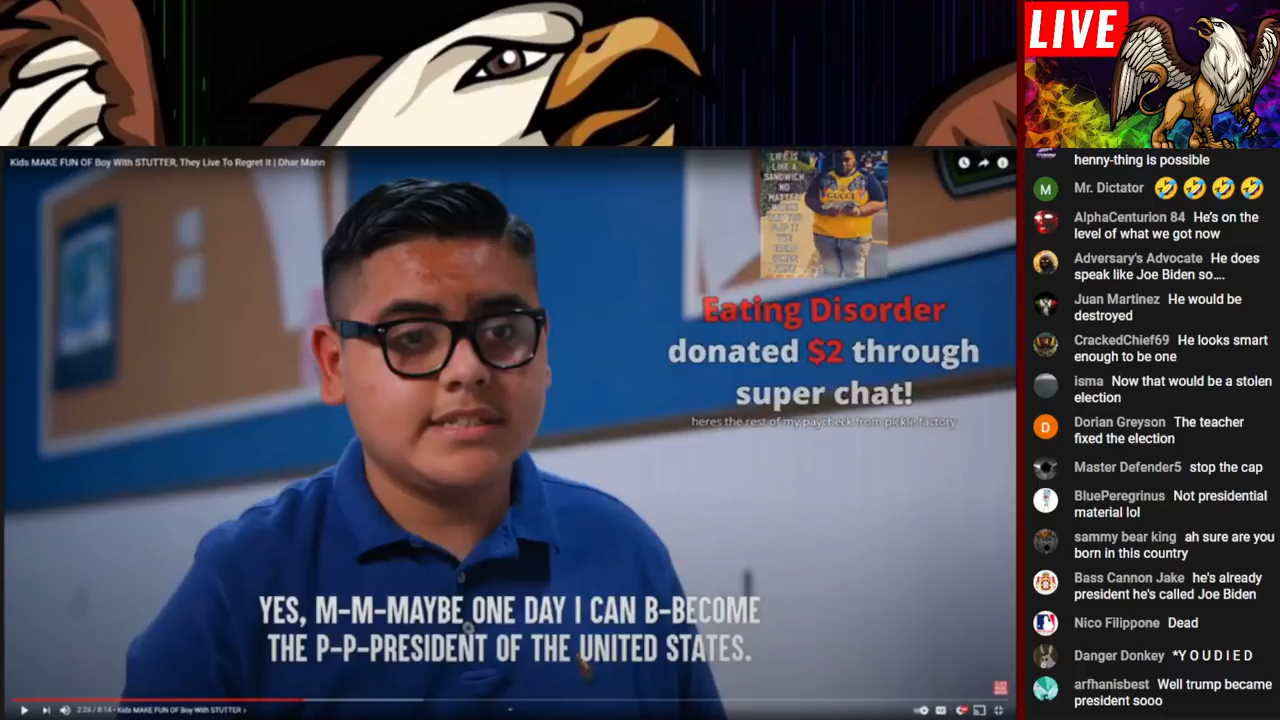 LIVE
Kids MAKE FUN OF Boy With STUTTER, They Live To Regret It | Dhar Mann
LIFE IS
LIKE A
SANDWICH
NO
MATTER
GUCCI
Eating Disorder
donated $2 through
super chat!
heres the rest of my paycheck from pickle factory
YES, M-M-MAYBE ONE DAY I CAN B-BECOME
THE P-P-PRESIDENT OF THE UNITED STATES.
2:34 / 8:14 • Kids MAKE FUN OF Boy With STUTTER >
henny-thing is possible
M Mr. Dictator 🤣 🤣 🤣 🤣
AlphaCenturion 84 He's on the
level of what we got now
Adversary's Advocate He does
speak like Joe Biden so....
Juan Martinez He would be
destroyed
CrackedChief69 He looks smart
enough to be one
isma Now that would be a stolen
election
D Dorian Greyson The teacher
fixed the election
Master Defender5 stop the cap
BluePeregrinus Not presidential
material lol
sammy bear king ah sure are you
born in this country
Bass Cannon Jake he's already
president he's called Joe Biden
Nico Filippone Dead
Danger Donkey *Y O U D I E D
arfhanisbest Well trump became
president sooo